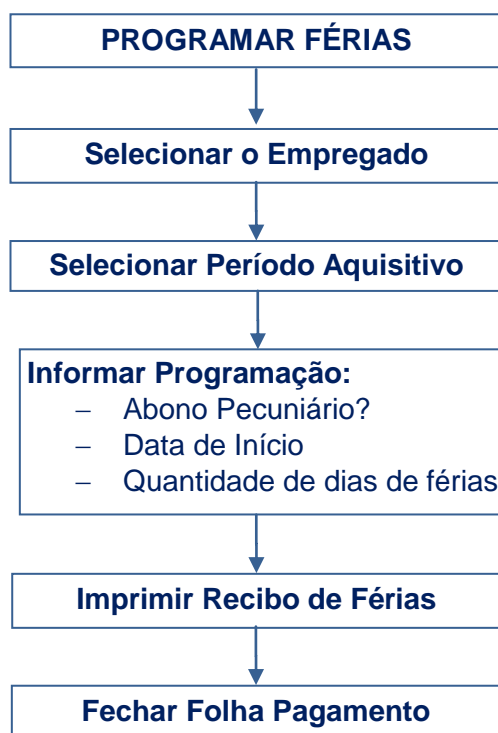 PROGRAMAR FÉRIAS
Selecionar o Empregado
Selecionar Período Aquisitivo
Informar Programação:
– Abono Pecuniário?
– Data de Início
– Quantidade de dias de férias
Imprimir Recibo de Férias
Fechar Folha Pagamento